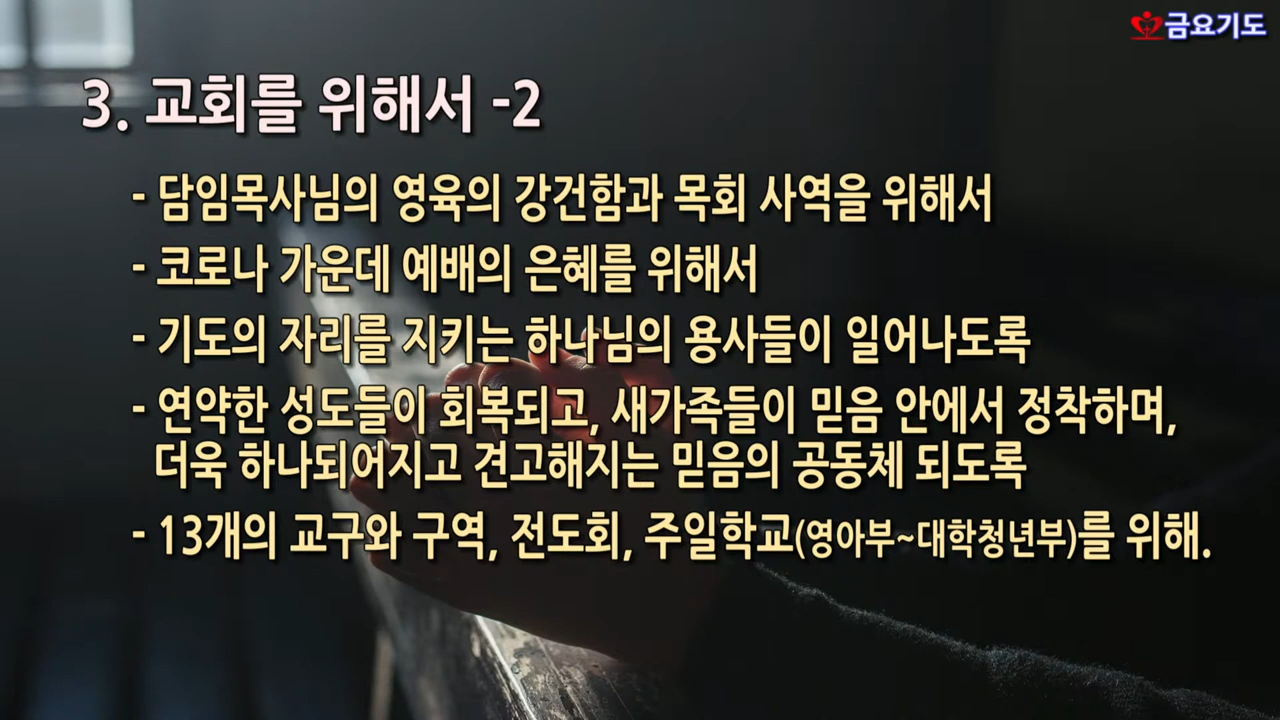 금요기도
3. 교회를 위해서 -2
- 담임목사님의 영육의 강건함과 목회 사역을 위해서
- 코로나 가운데 예배의 은혜를 위해서
- 기도의 자리를 지키는 하나님의 용사들이 일어나도록
- 연약한 성도들이 회복되고, 새가족들이 믿음 안에서 정착하며,
더욱 하나되어지고 견고해지는 믿음의 공동체 되도록
- 13개의 교구와 구역, 전도회, 주일학교(영아부~대학청년부)를 위해.